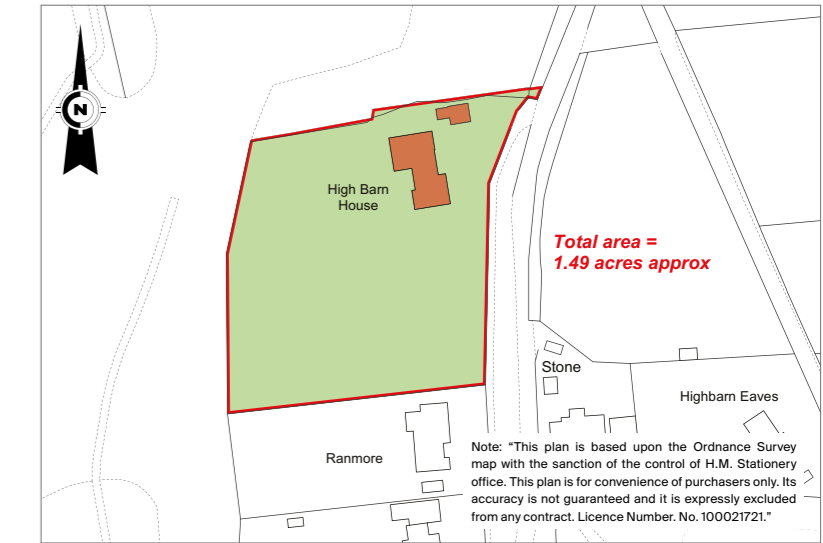 N
High Barn
House
Total area =
1.49 acres approx
Stone
Highbarn Eaves
Ranmore
Note: “This plan is based upon the Ordnance Survey
map with the sanction of the control of H.M. Stationery
office. This plan is for convenience of purchasers only. Its
accuracy is not guaranteed and it is expressly excluded
from any contract. Licence Number. No. 100021721.”